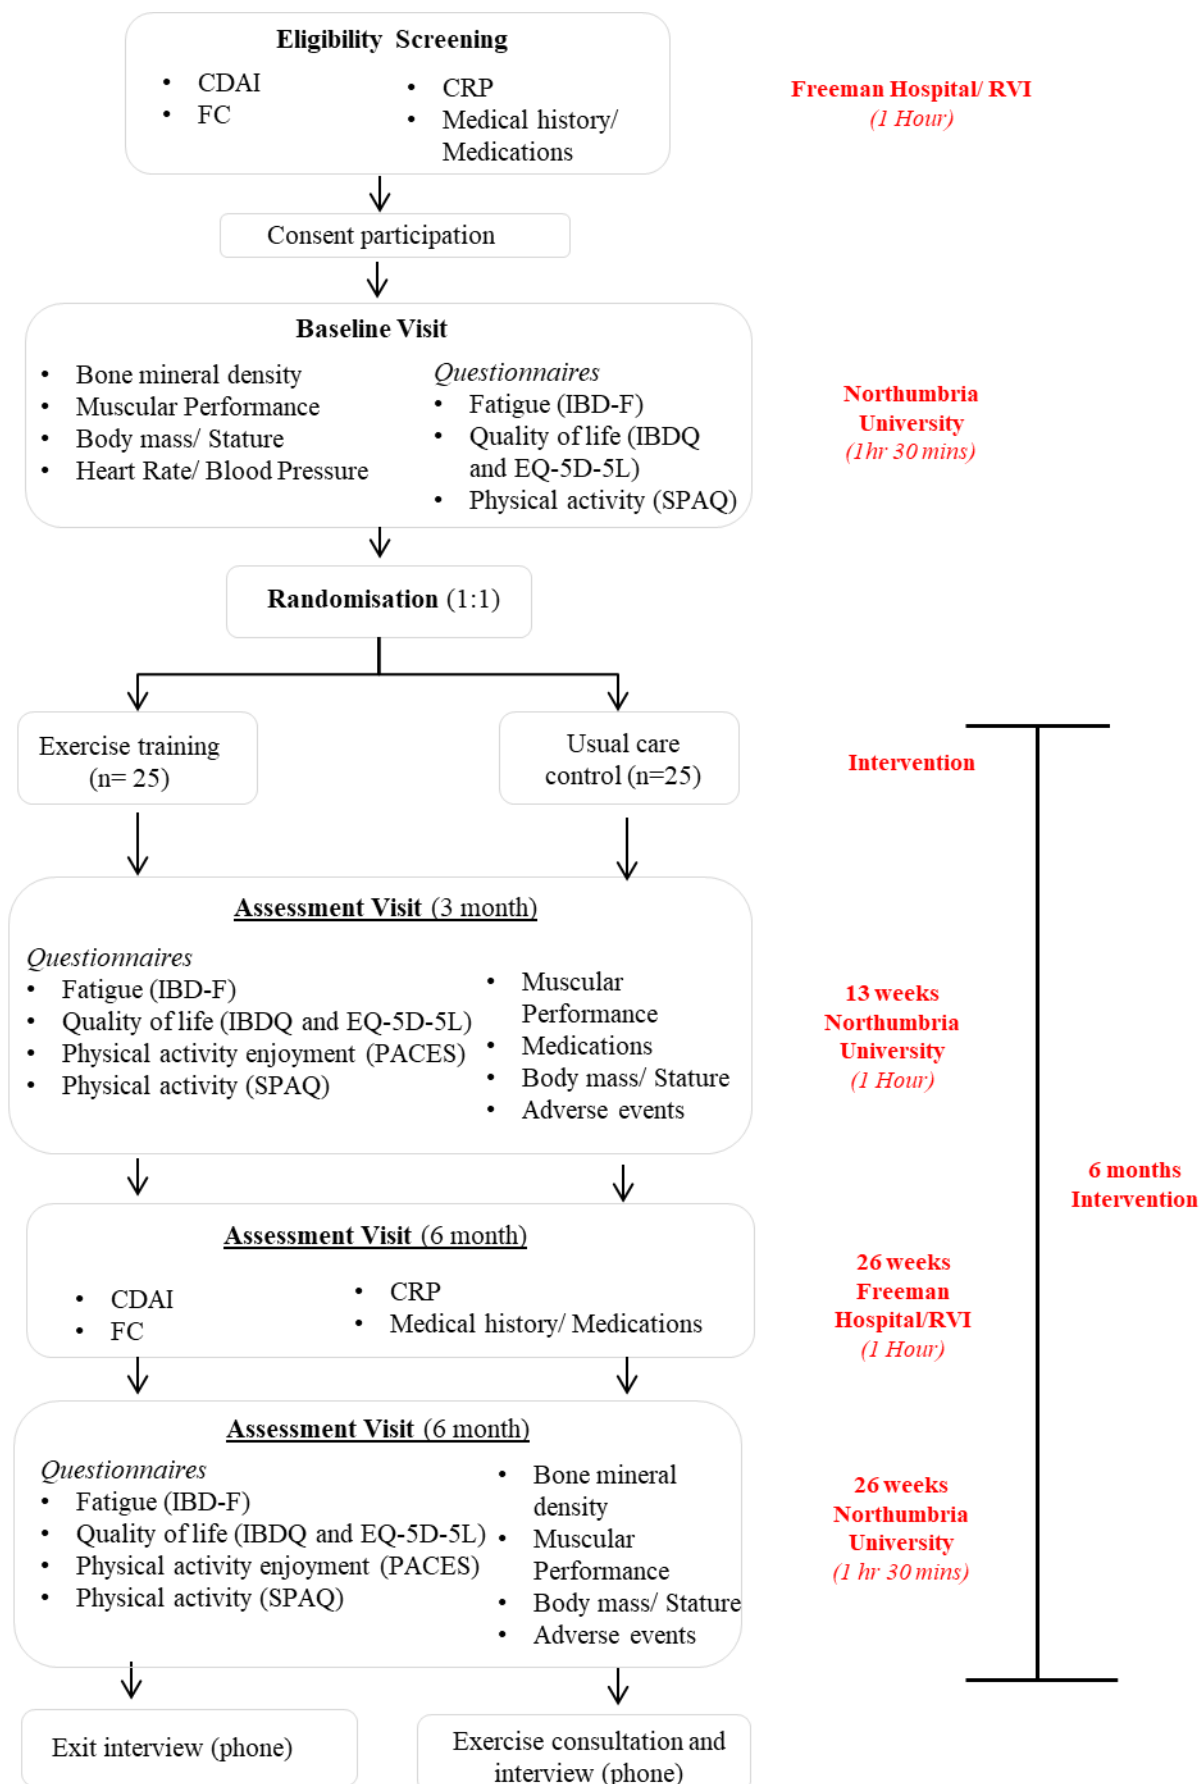 Eligibility Screening
• CDAI
• FC
• CRP
• Medical history/
Medications
Freeman Hospital/ RVI
(1 Hour)
Consent participation
Baseline Visit
• Bone mineral density
• Muscular Performance
• Body mass/ Stature
• Heart Rate/ Blood Pressure
Questionnaires
• Fatigue (IBD-F)
• Quality of life (IBDQ
and EQ-5D-5L)
• Physical activity (SPAQ)
Northumbria
University
(1hr 30 mins)
Randomisation (1:1)
Exercise training
(n= 25)
Usual care
control (n=25)
Intervention
Assessment Visit (3 month)
Questionnaires
• Fatigue (IBD-F)
• Quality of life (IBDQ and EQ-5D-5L)
• Physical activity enjoyment (PACES)
• Physical activity (SPAQ)
• Muscular
Performance
• Medications
• Body mass/ Stature
• Adverse events
13 weeks
Northumbria
University
(1 Hour)
6 months
Intervention
Assessment Visit (6 month)
• CDAI
• FC
• CRP
• Medical history/ Medications
26 weeks
Freeman
Hospital/RVI
(1 Hour)
Assessment Visit (6 month)
Questionnaires
• Fatigue (IBD-F)
• Quality of life (IBDQ and EQ-5D-5L)
• Physical activity enjoyment (PACES)
• Physical activity (SPAQ)
• Bone mineral
density
• Muscular
Performance
• Body mass/ Stature
• Adverse events
26 weeks
Northumbria
University
(1 hr 30 mins)
Exit interview (phone)
Exercise consultation and
interview (phone)